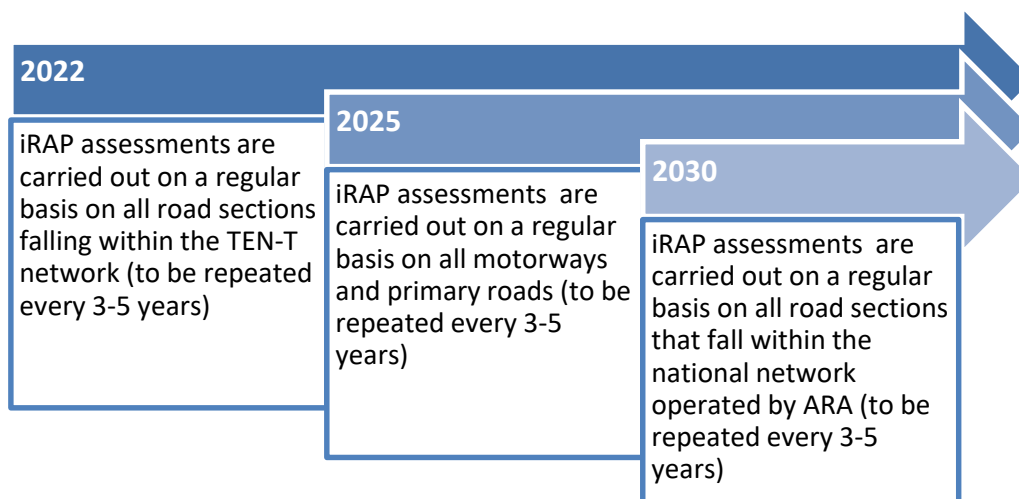 2022
iRAP assessments are
carried out on a regular
basis on all road sections
falling within the TEN-T
network (to be repeated
every 3-5 years)
2025
iRAP assessments  are
carried out on a regular
basis on all motorways
and primary roads (to be
repeated every 3-5
years)
2030
iRAP assessments  are
carried out on a regular
basis on all road sections
that fall within the
national network
operated by ARA (to be
repeated every 3-5
years)